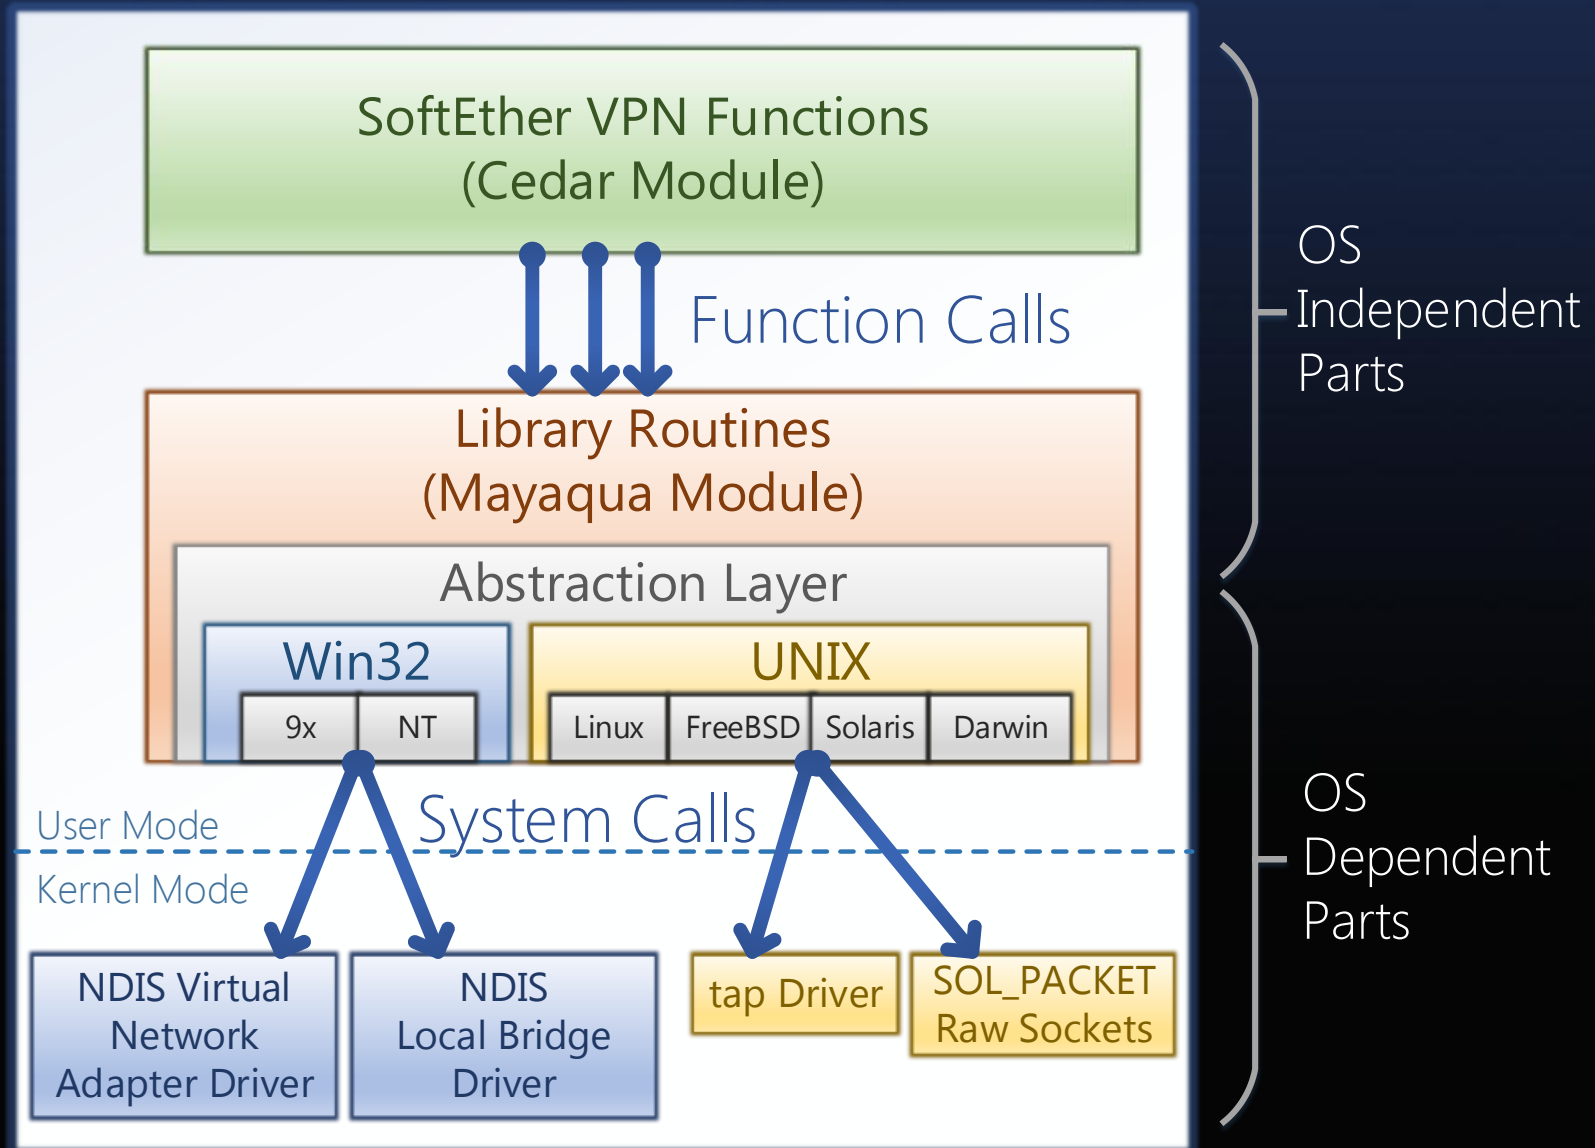 SoftEther VPN Functions
(Cedar Module)
Function Calls
OS
Independent
Parts
Library Routines
(Mayaqua Module)
Abstraction Layer
Win32
UNIX
9x
NT
Linux
FreeBSD
Solaris
Darwin
System Calls
User Mode
Kernel Mode
OS
Dependent
Parts
NDIS Virtual
Network
Adapter Driver
NDIS
Local Bridge
Driver
tap Driver
SOL_PACKET
Raw Sockets